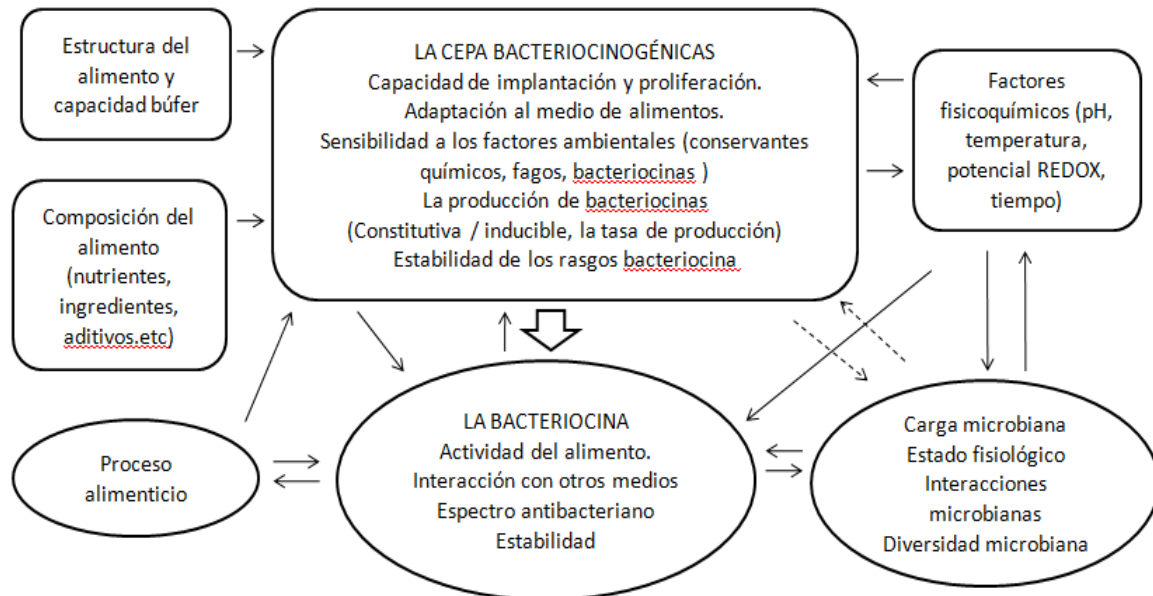 Estructura del
alimento y
capacidad búfer
LA CEPA BACTERIOCINOGÉNICAS
Capacidad de implantación y proliferación.
Adaptación al medio de alimentos.
Sensibilidad a los factores ambientales (conservantes
químicos, fagos, bacteriocinas )
La producción de bacteriocinas
(Constitutiva / inducible, la tasa de producción)
Estabilidad de los rasgos bacteriocina
Factores
fisicoquímicos (pH,
temperatura,
potencial REDOX,
tiempo)
Composición del
alimento
(nutrientes,
ingredientes,
aditivos.etc)
Proceso
alimenticio
LA BACTERIOCINA
Actividad del alimento.
Interacción con otros medios
Espectro antibacteriano
Estabilidad
Carga microbiana
Estado fisiológico
Interacciones
microbianas
Diversidad microbiana